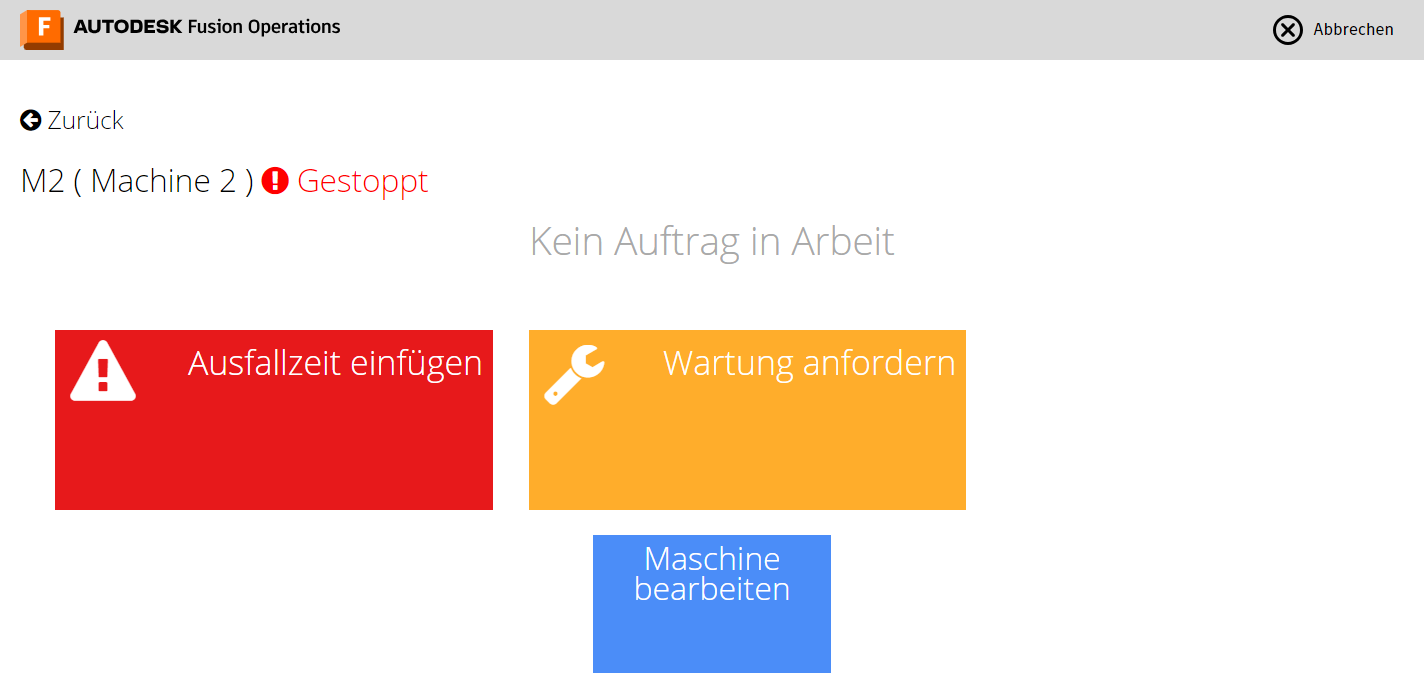 F AUTODESK Fusion Operations
Abbrechen
Zurück
M2 ( Machine 2 ) Gestoppt
Kein Auftrag in Arbeit
Ausfallzeit einfügen
Wartung anfordern
Maschine
bearbeiten